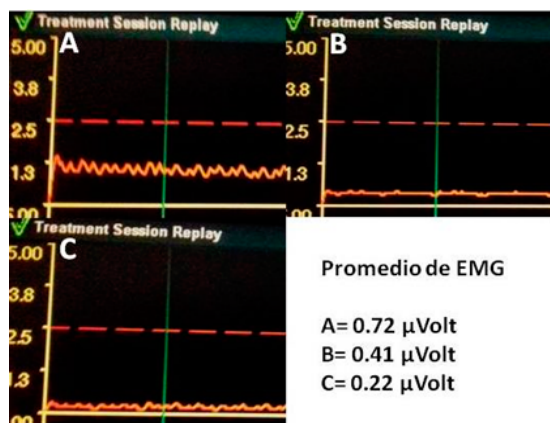 Treatment Session Replay
A
5.00
3.8
2.5
1.3
Treatment Session Replay
B
5.00
3.8
2.5
1.3
6.00
Treatment Session Replay
C
5.00
3.8
2.5
1.3
Promedio de EMG
A= 0.72 µVolt
B= 0.41 µVolt
C= 0.22 µVolt